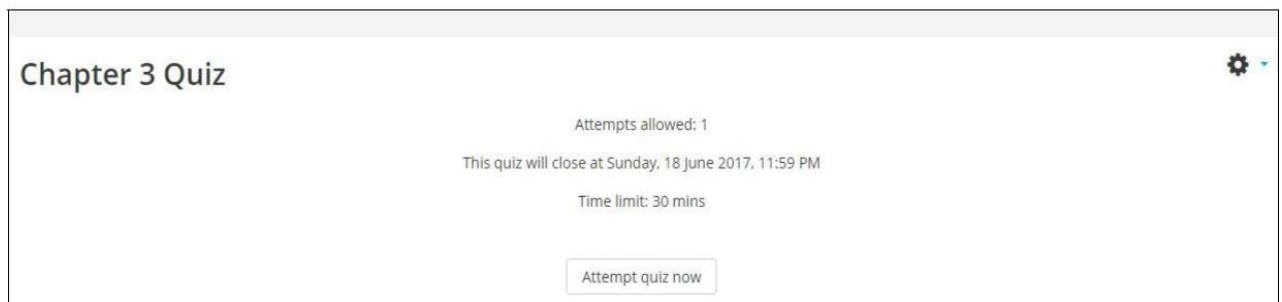 Chapter 3 Quiz
Attempts allowed: 1
This quiz will close at Sunday, 18 June 2017, 11:59 PM
Time limit: 30 mins
Attempt quiz now